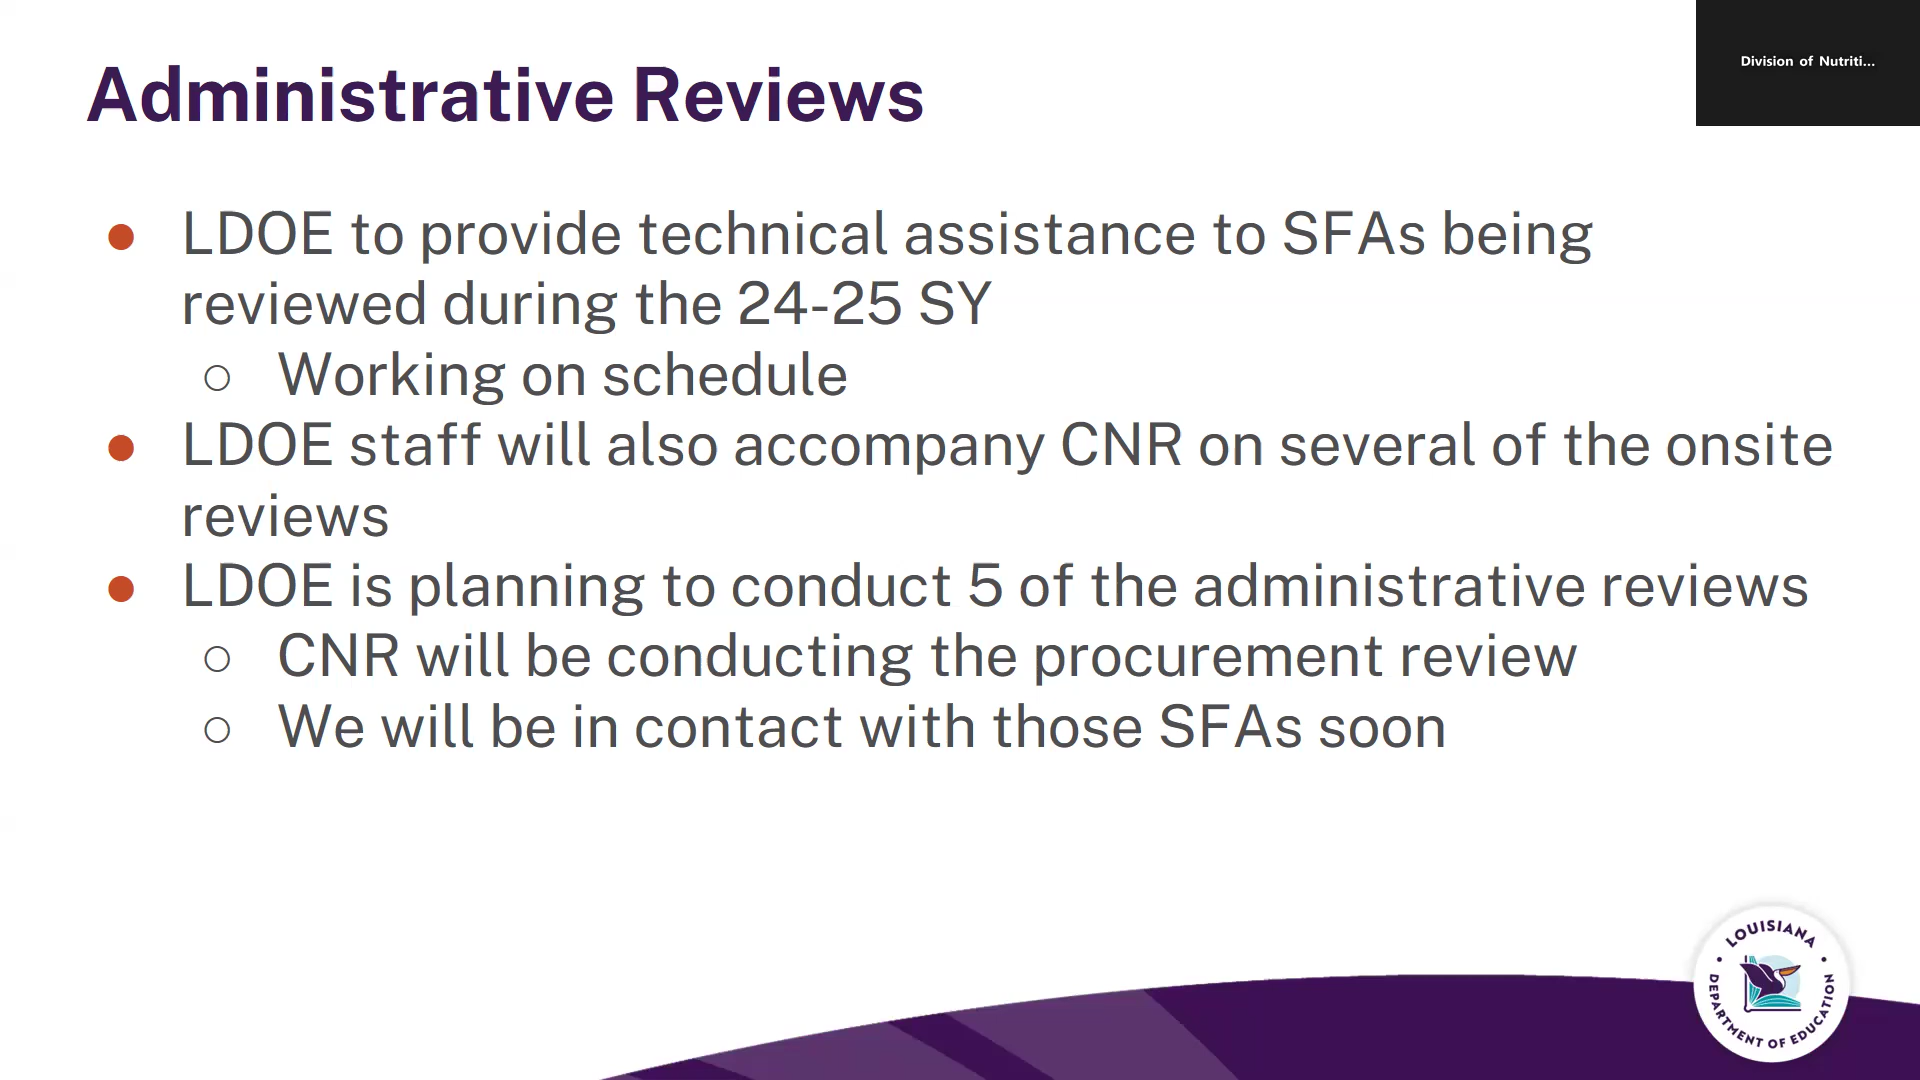 Division of Nutriti...
Administrative Reviews
● LDOE to provide technical assistance to SFAs being
reviewed during the 24-25 SY
○ Working on schedule
● LDOE staff will also accompany CNR on several of the onsite
reviews
● LDOE is planning to conduct 5 of the administrative reviews
○ CNR will be conducting the procurement review
○ We will be in contact with those SFAs soon
LOUISIANA
DEPARTMENT OF EDUCATION